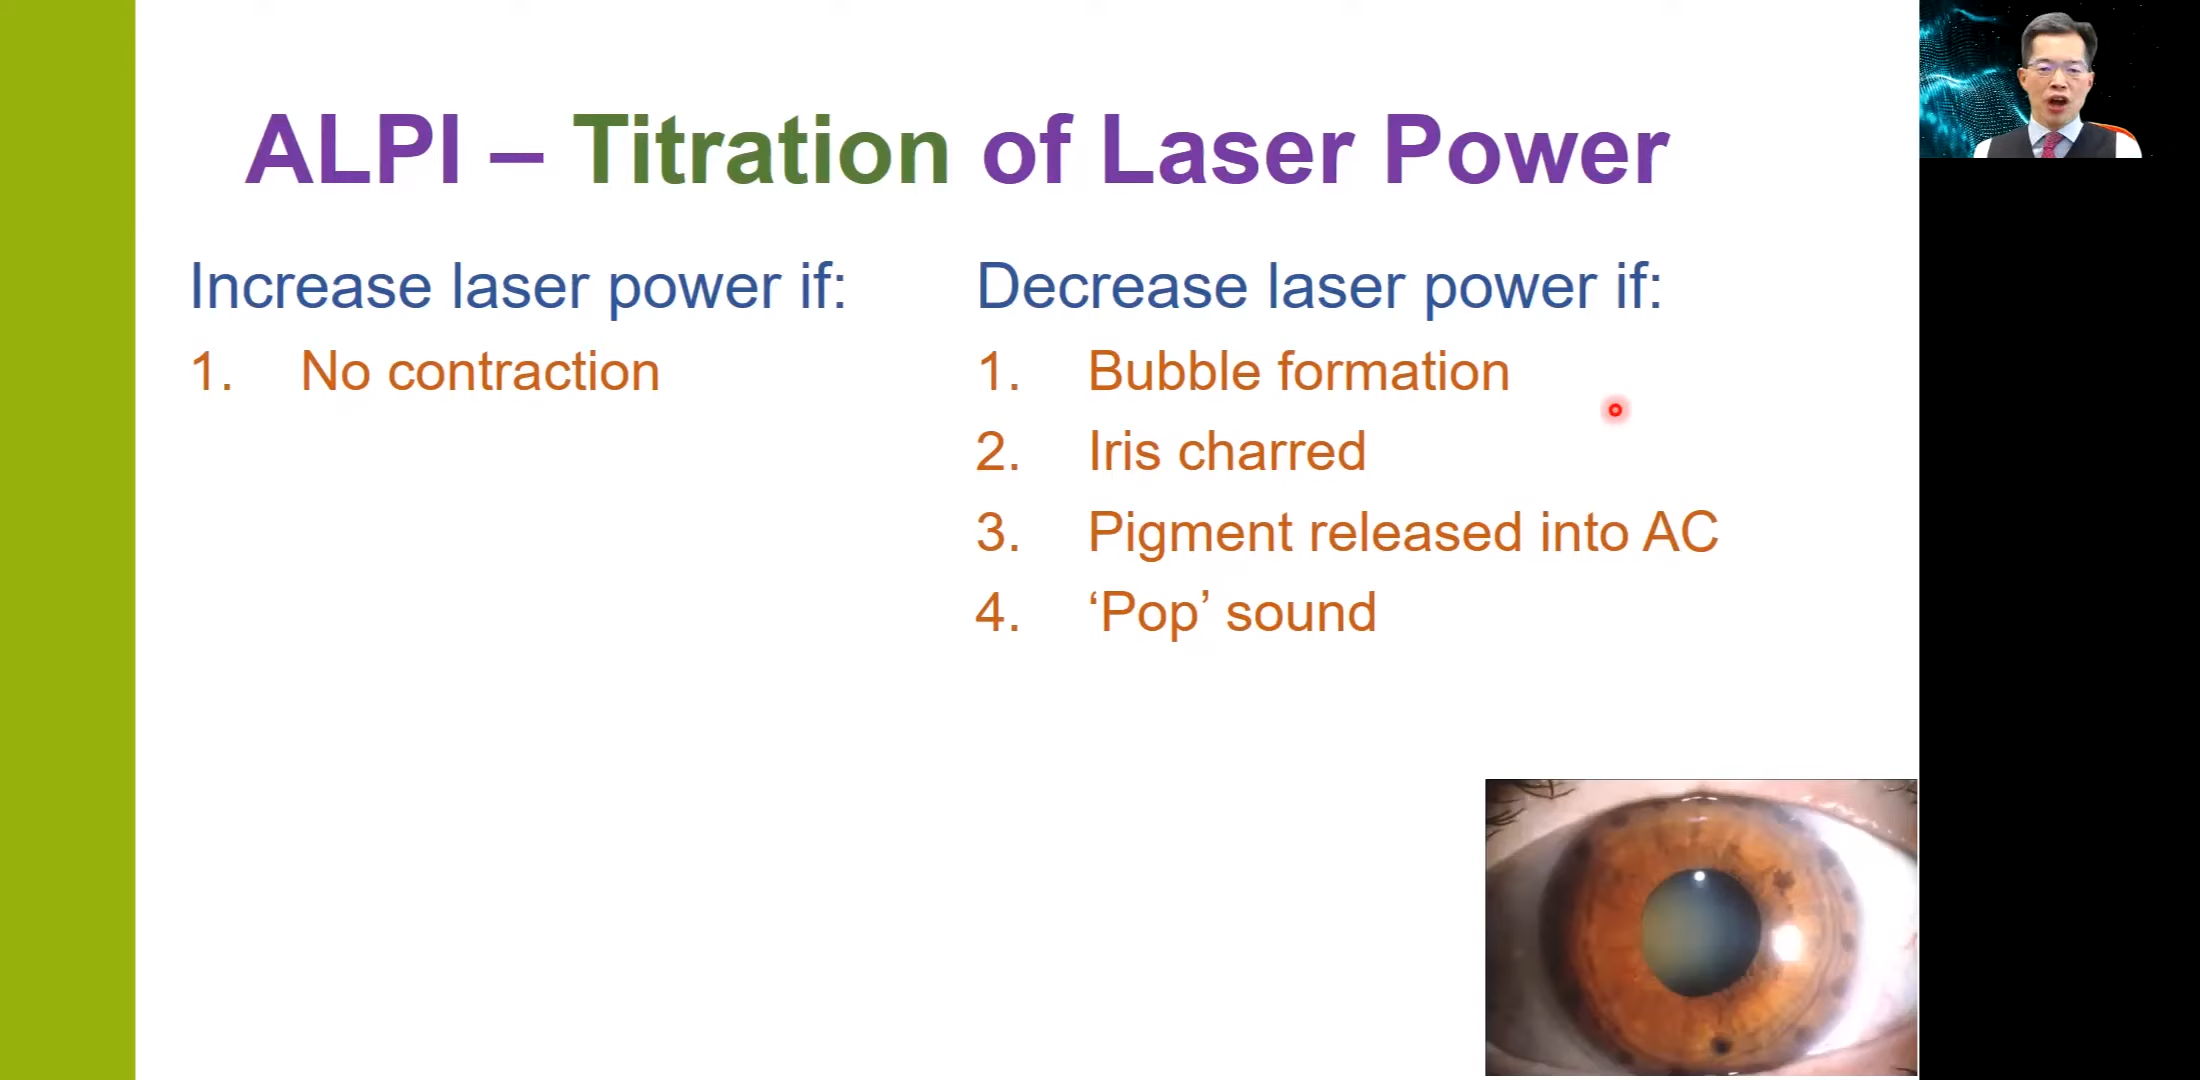 ALPI – Titration of Laser Power
Increase laser power if:
1. No contraction
Decrease laser power if:
1. Bubble formation
2. Iris charred
3. Pigment released into AC
4. ‘Pop’ sound